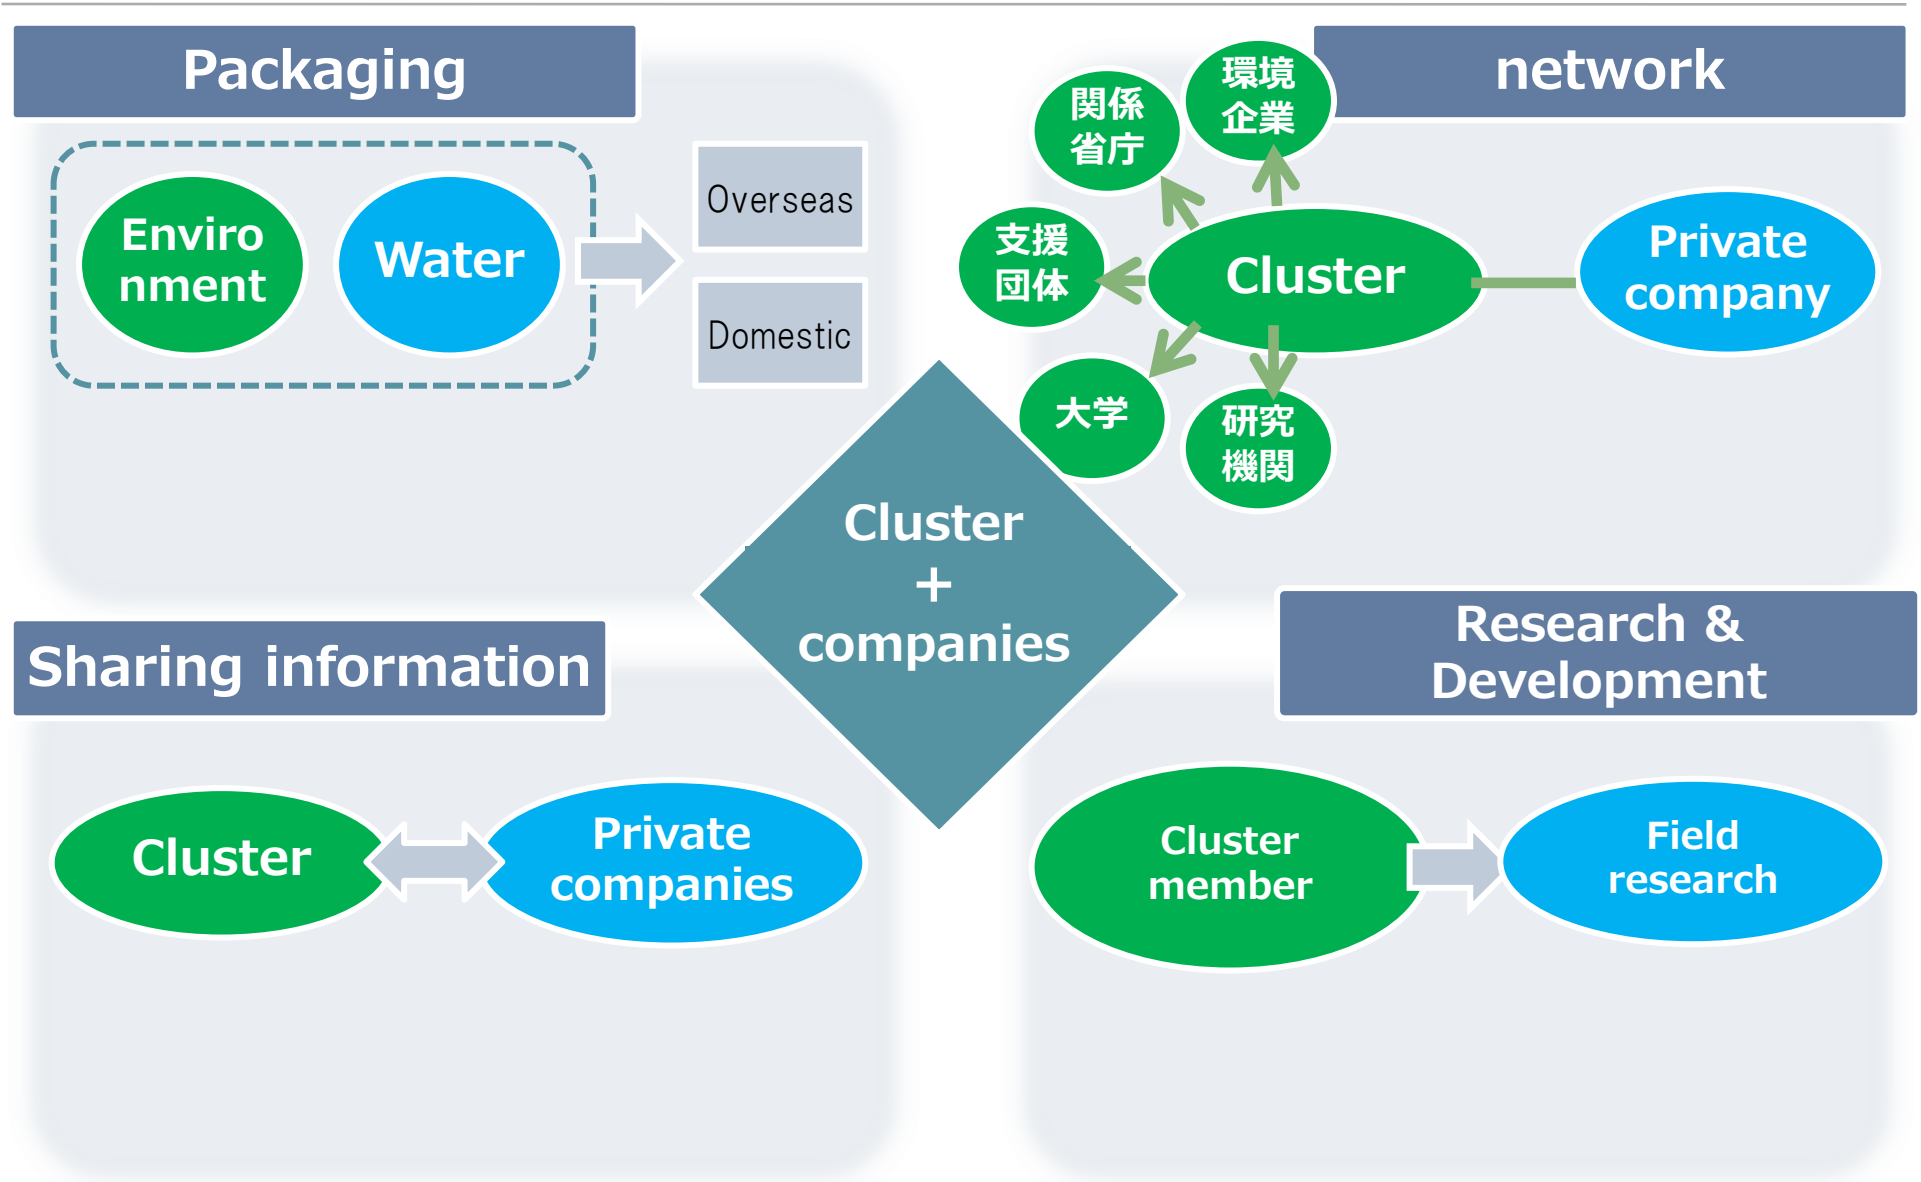 Packaging
Enviro
nment
Water
Overseas
Domestic
network
環境
企業
関係
省庁
支援
団体
大学
研究
機関
Cluster
Private
company
Cluster
+
companies
Sharing information
Cluster
Private
companies
Research &
Development
Cluster
member
Field
research